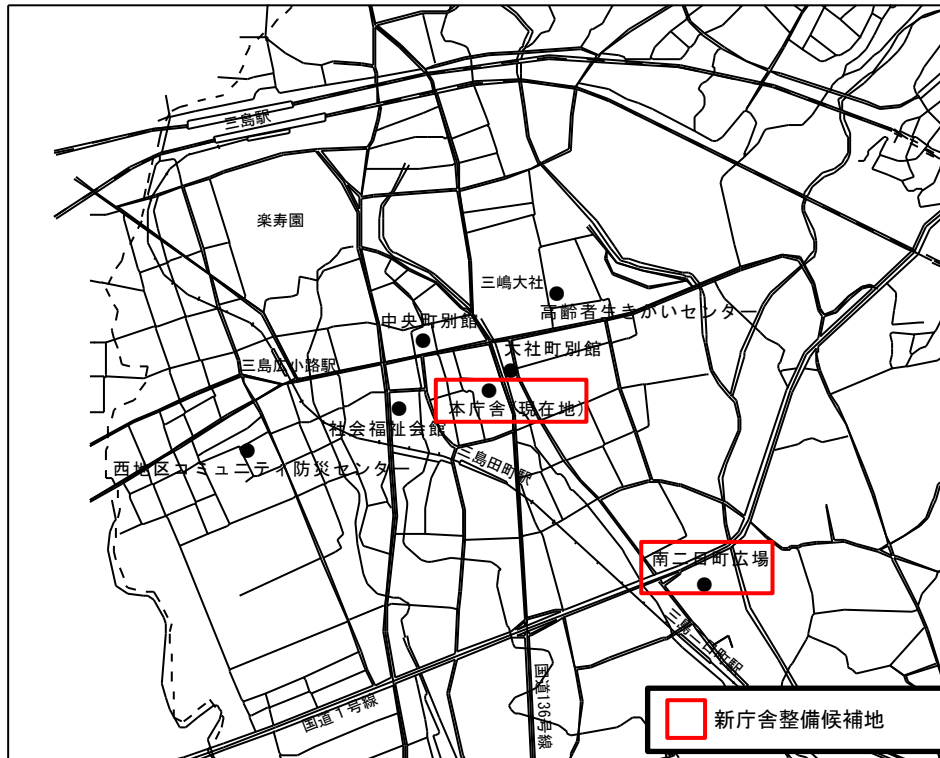 三島駅
楽寿園
三嶋大社
高齢者生きがいセンター
中央町別館
大社町別館
三島広小路駅
本庁舎(現在地)
社会福祉会館
西地区コミュニティ防災センター
三島田町駅
南二日町広場
三島二日町駅
国道136号線
国道1号線
新庁舎整備候補地